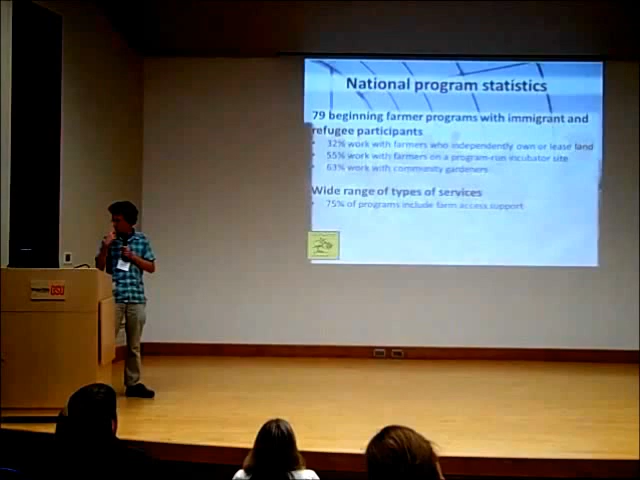 National program statistics
79 beginning farmer programs with immigrant and
refugee participants
• 32% work with farmers who independently own or lease land
• 55% work with farmers on a program-run incubator site
• 63% work with community gardeners
Wide range of types of services
• 75% of programs include farm access support